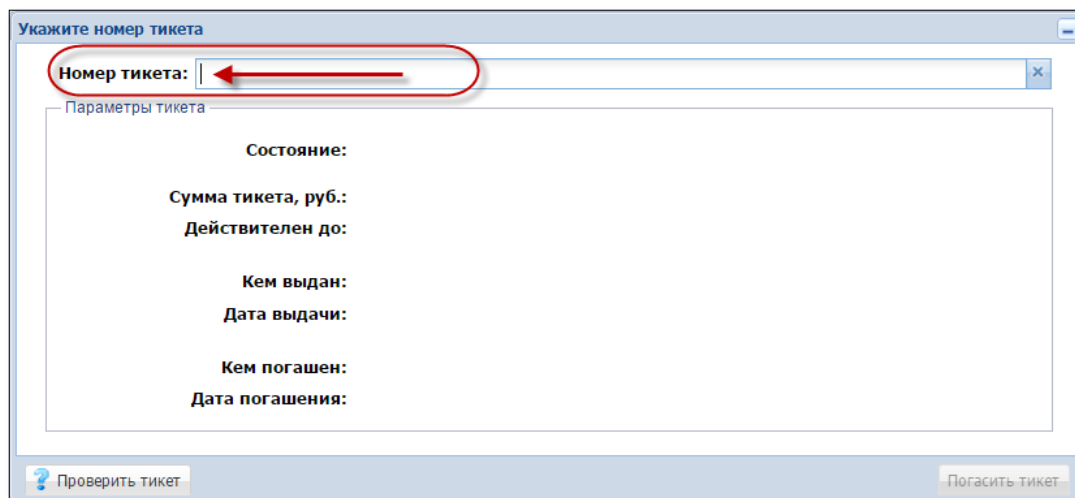 Укажите номер тикета
Номер тикета:
Параметры тикета
Состояние:
Сумма тикета, руб.:
Действителен до:
Кем выдан:
Дата выдачи:
Кем погашен:
Дата погашения:
Проверить тикет
Погасить тикет